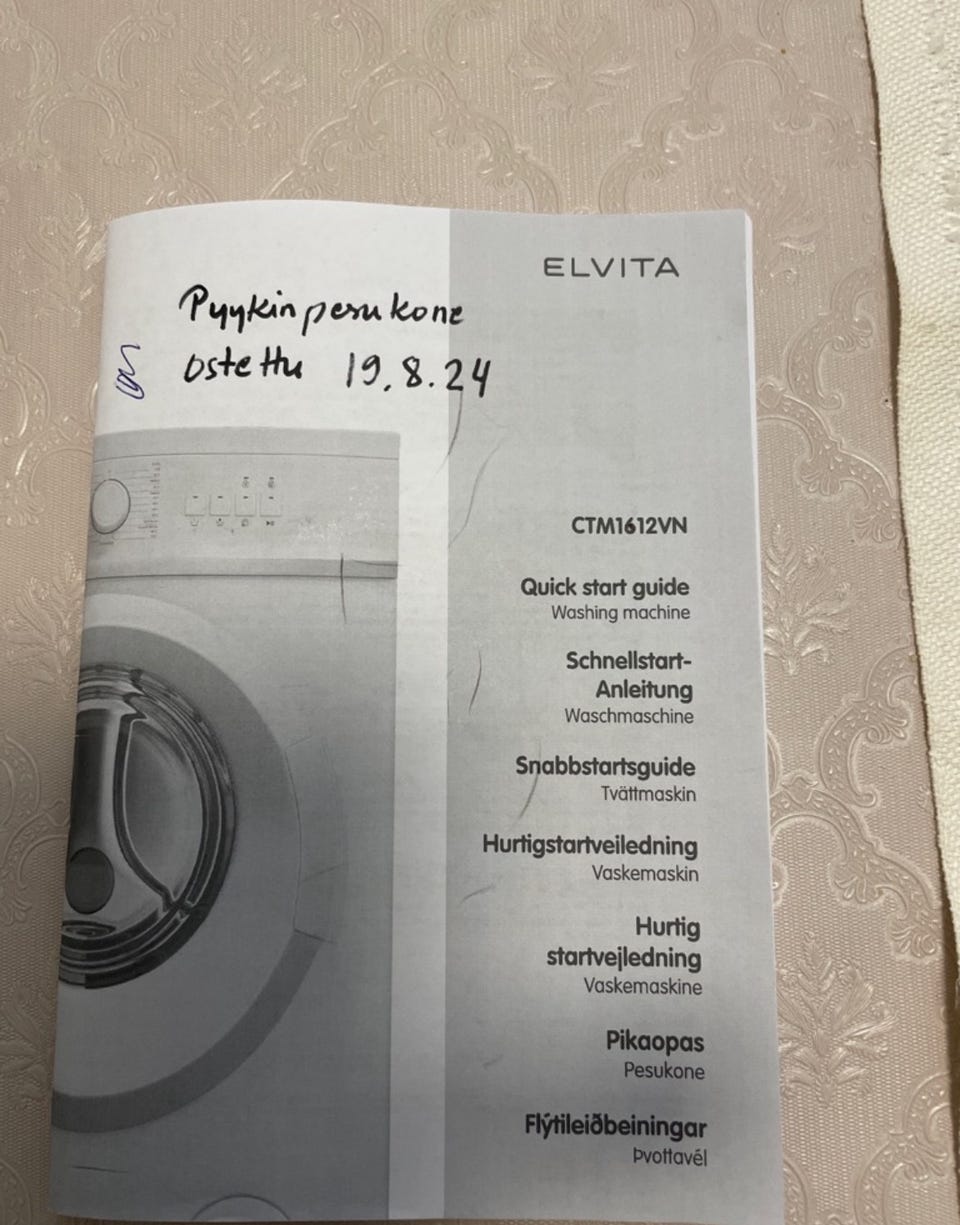 Pyykinpesukone
ostettu 19.8.24
ELVITA
CTM1612VN
Quick start guide
Washing machine
Schnellstart-
Anleitung
Waschmaschine
Snabbstartsguide
Tvättmaskin
Hurtigstartveiledning
Vaskemaskin
Hurtig
startvejledning
Vaskemaskine
Pikaopas
Pesukone
Flýtileiðbeiningar
Þvottavél